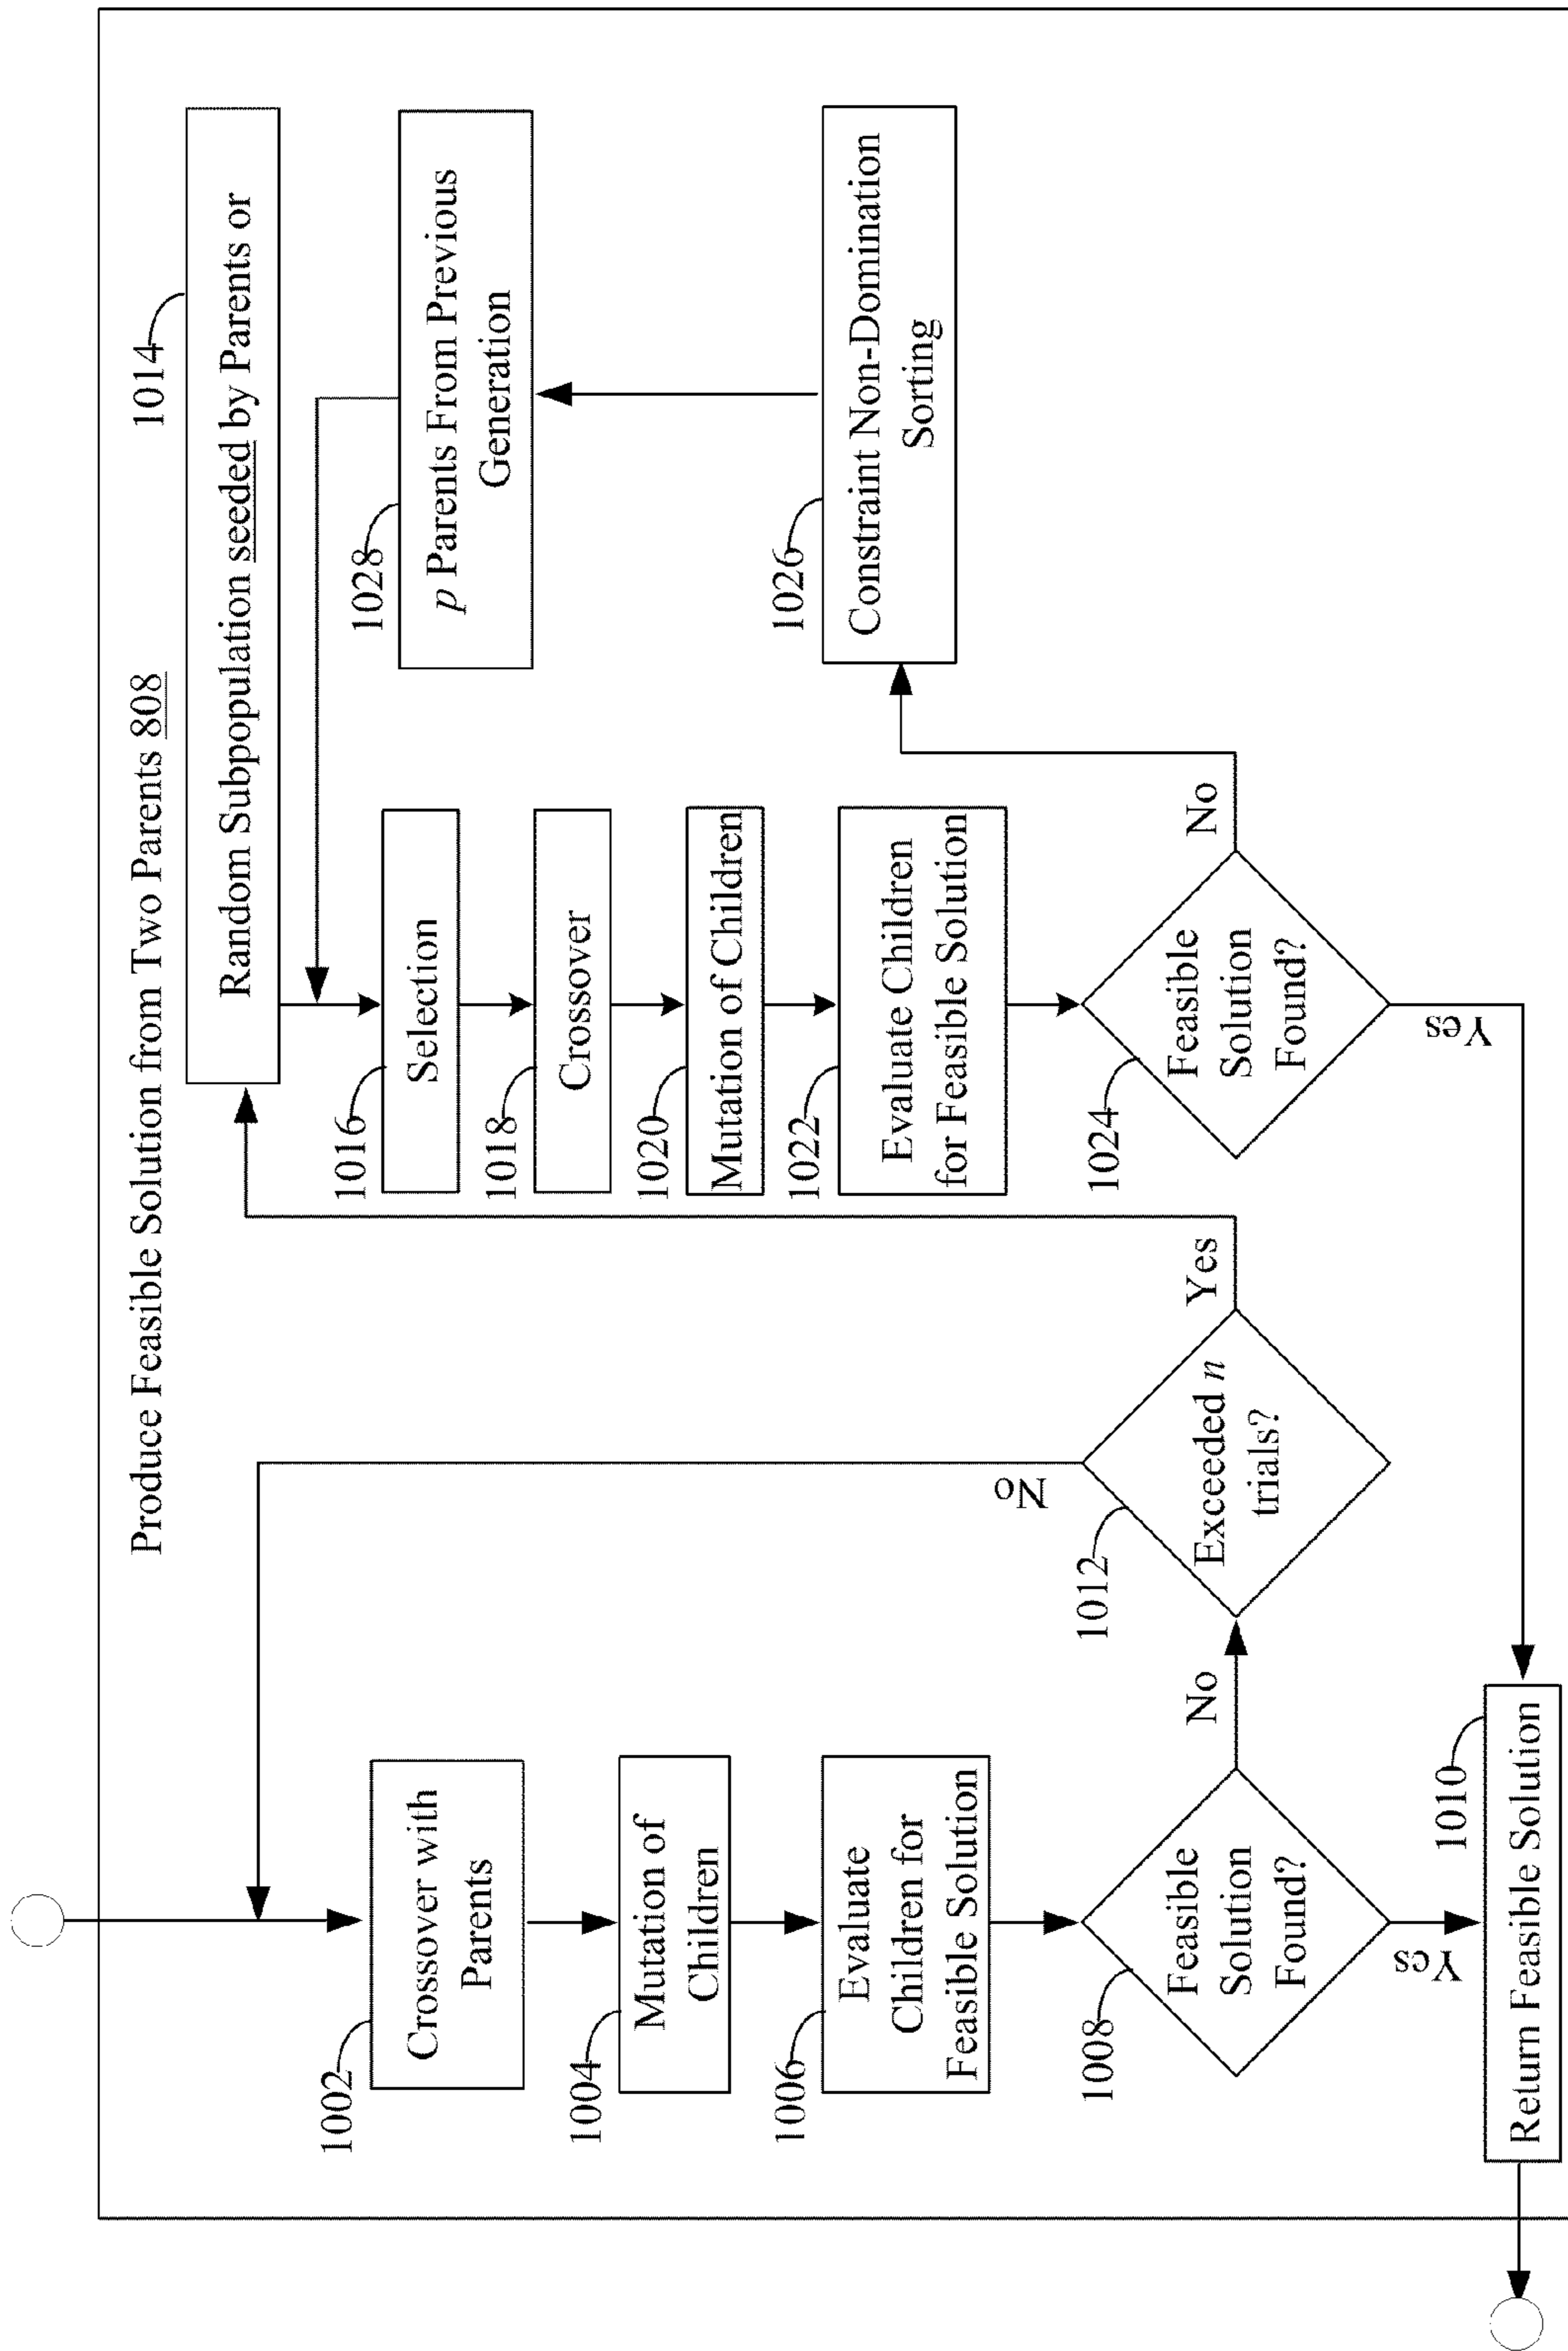 Produce Feasible Solution from Two Parents 808
1014
Random Subpopulation seeded by Parents or
1002
Crossover with
Parents
1004
Mutation of
Children
1006
Evaluate
Children for
Feasible Solution
1008
Feasible
Solution
Found?
No
Yes
1010
Return Feasible Solution
1012
Exceeded n
trials?
No
Yes
1016
Selection
1018
Crossover
1020
Mutation of Children
1022
Evaluate Children
for Feasible Solution
1024
Feasible
Solution
Found?
No
Yes
1026
Constraint Non-Domination
Sorting
1028
p Parents From Previous
Generation